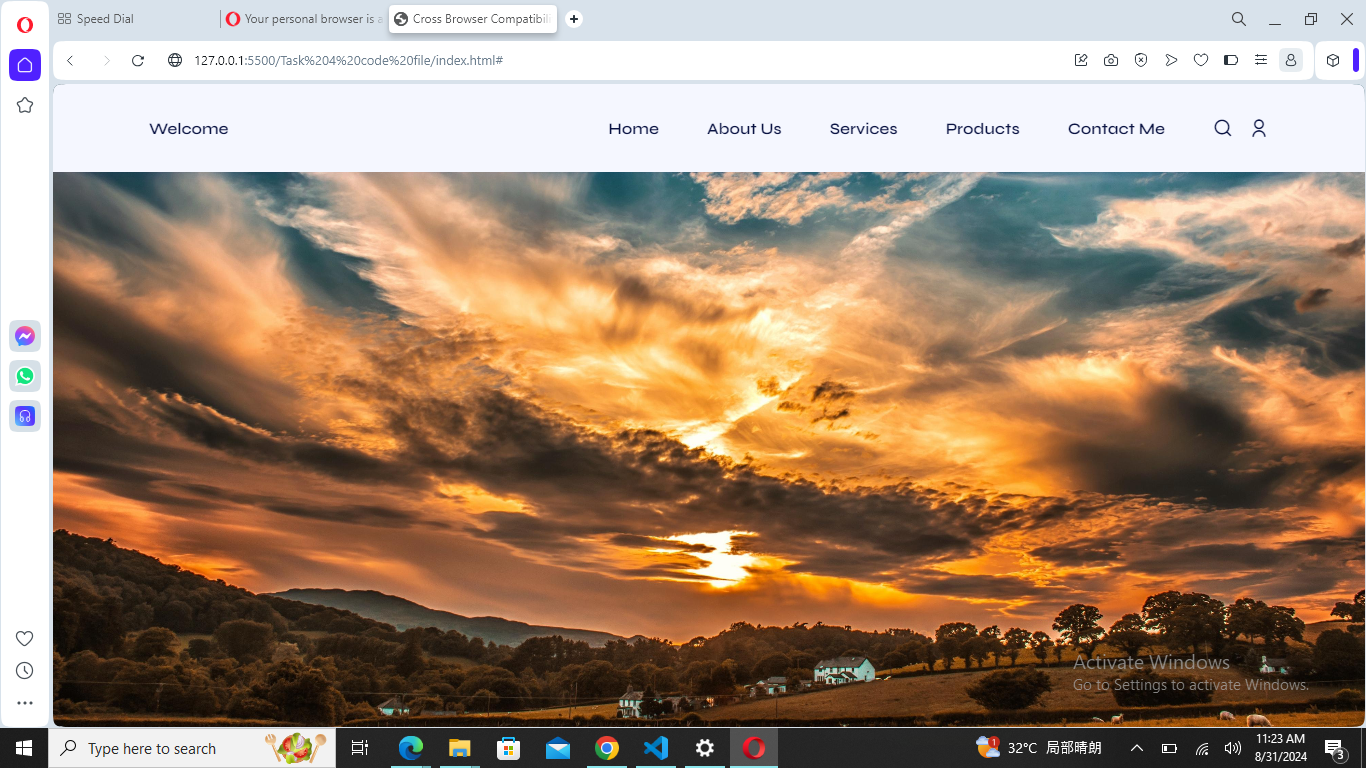 Speed Dial
Your personal browser is a
Cross Browser Compatibili
127.0.0.1:5500/Task%204%20code%20file/index.html#
Welcome
Home
About Us
Services
Products
Contact Me
Activate Windows
Go to Settings to activate Windows.
Type here to search
1
32°C 局部晴朗
11:23 AM
8/31/2024
3